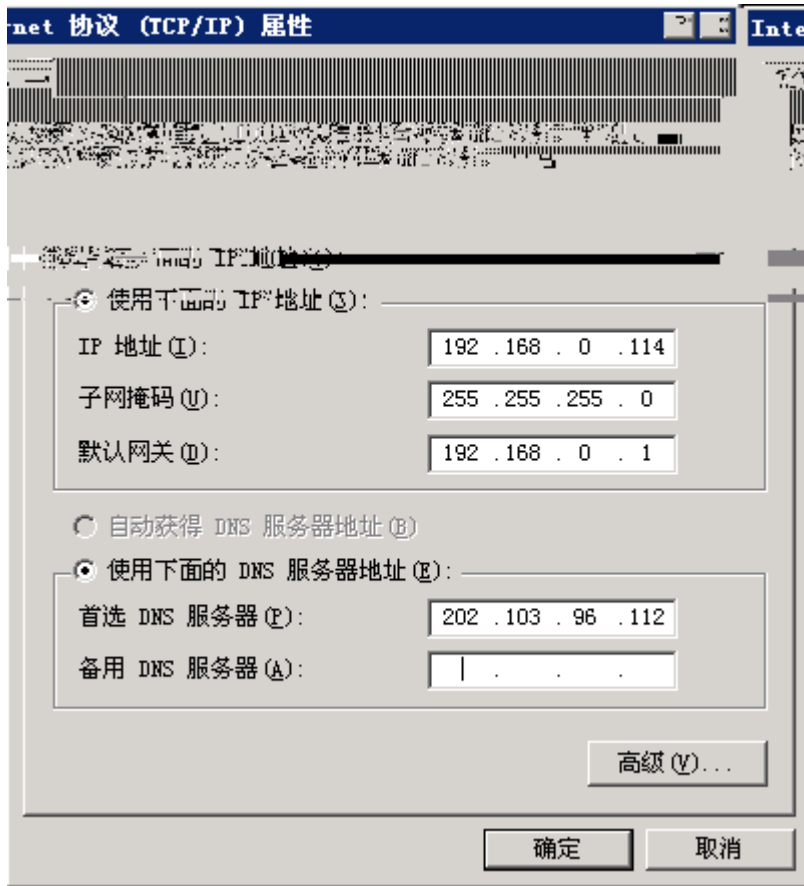 net 协议 (TCP/IP) 属性
Inte
使用下面的 IP 地址(S):
IP 地址(I):
192 .168 . 0 .114
子网掩码(U):
255 .255 .255 . 0
默认网关(D):
192 .168 . 0 . 1
自动获得 DNS 服务器地址(B)
使用下面的 DNS 服务器地址(E):
首选 DNS 服务器(P):
202 .103 . 96 .112
备用 DNS 服务器(A):
. . .
高级(V)...
确定
取消